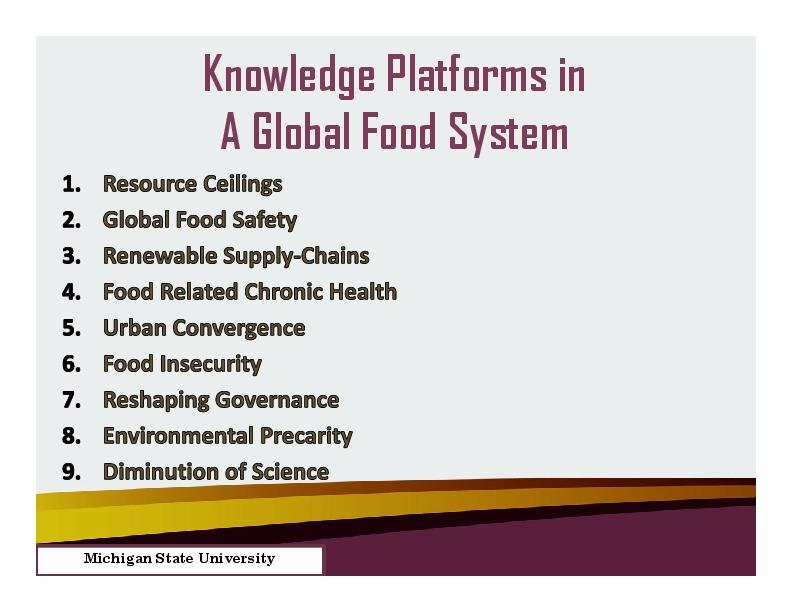 Knowledge Platforms in
A Global Food System
1. Resource Ceilings
2. Global Food Safety
3. Renewable Supply-Chains
4. Food Related Chronic Health
5. Urban Convergence
6. Food Insecurity
7. Reshaping Governance
8. Environmental Precarity
9. Diminution of Science
Michigan State University